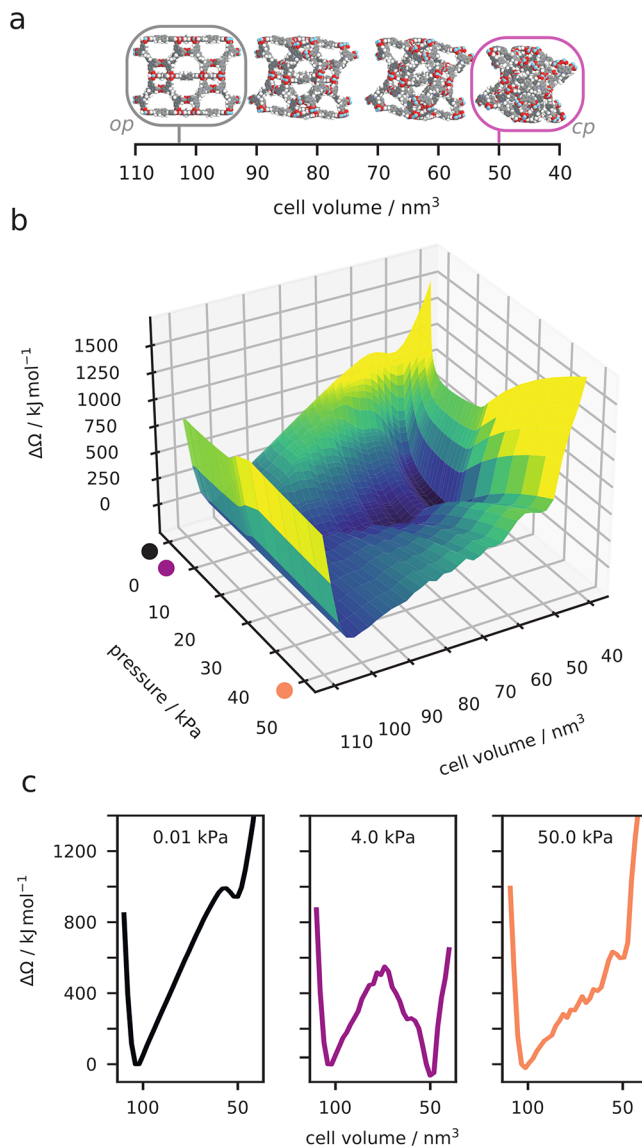 a
op
cp
110 100 90 80 70 60 50 40
cell volume / nm³
b
ΔΩ / kJ mol⁻¹
1500
1250
1000
750
500
250
0
0
10
20
30
40
50
pressure / kPa
110
100
90
80
70
60
50
40
cell volume / nm³
c
0.01 kPa
4.0 kPa
50.0 kPa
ΔΩ / kJ mol⁻¹
1200
800
400
0
100 50
100 50
100 50
cell volume / nm³